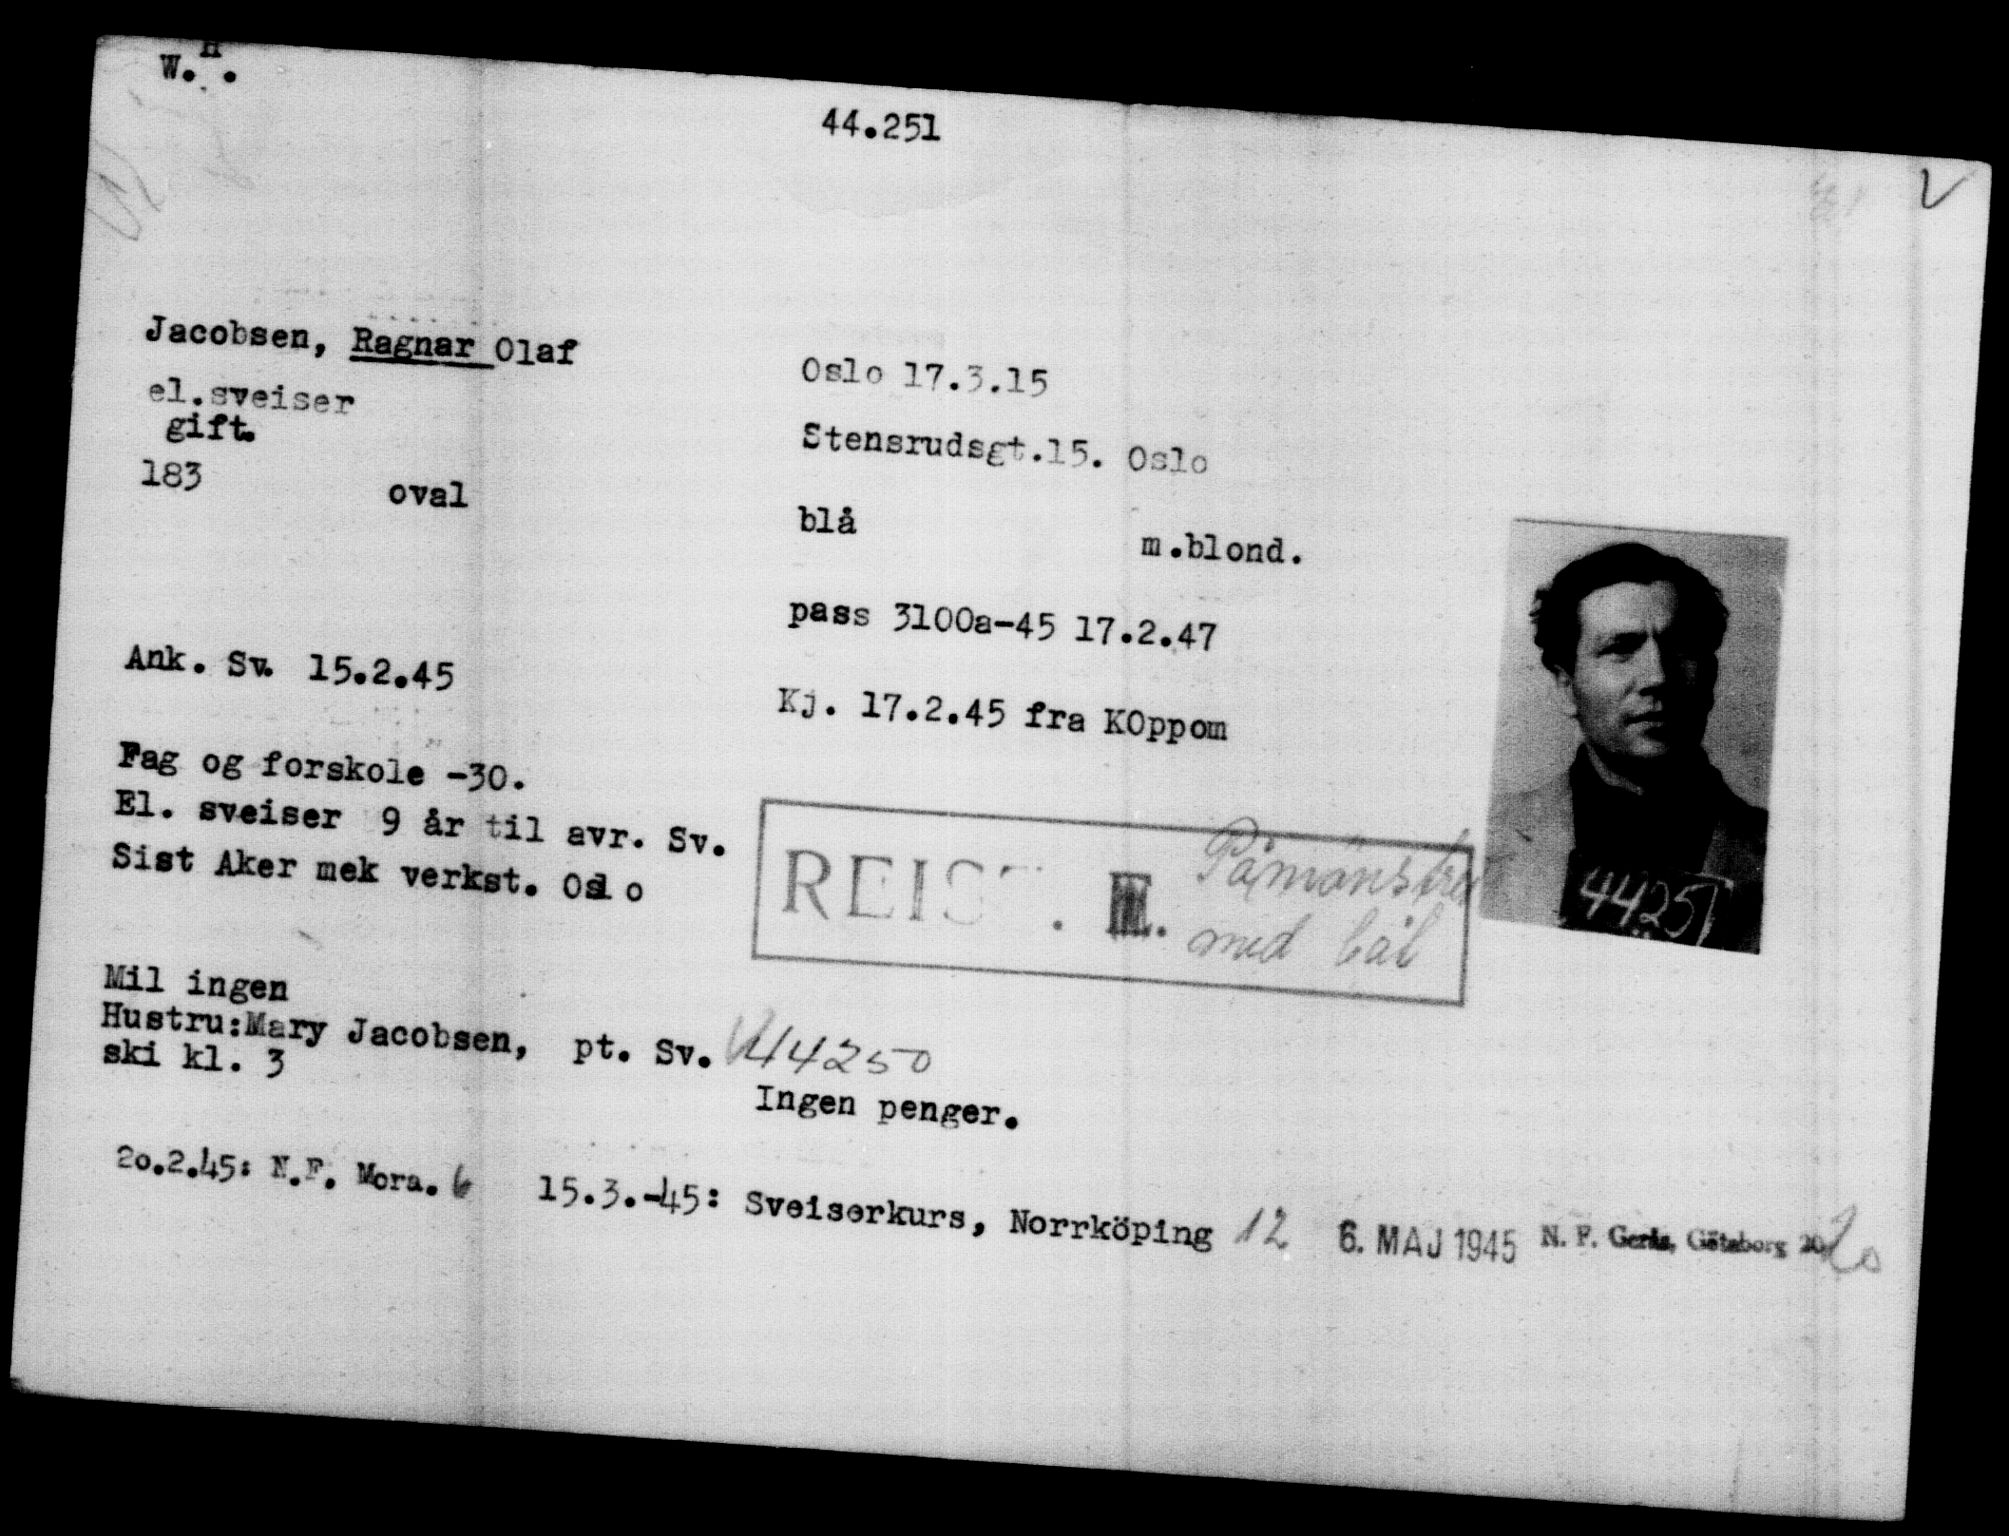 W.H.
44.251
Jacobsen, Ragnar Olaf
Oslo 17.3.15
el.sveiser
gift.
Stensrudsgt.15. Oslo
183 oval
blå m.blond.
pass 3100a-45 17.2.47
Ank. Sv. 15.2.45
Kj. 17.2.45 fra KOppom
Fag og forskole -30.
El. sveiser 9 år til avr. Sv.
Sist Aker mek verkst. Oslo
REIST.
Påmönstret
med båt
44251
Mil ingen
Hustru:Mary Jacobsen, pt. Sv. 44250
ski kl. 3
Ingen penger.
20.2.45: N.F. Mora. 6 15.3.-45: Sveiserkurs, Norrköping 12 6. MAJ 1945 N. F. Gerda, Göteborg 20